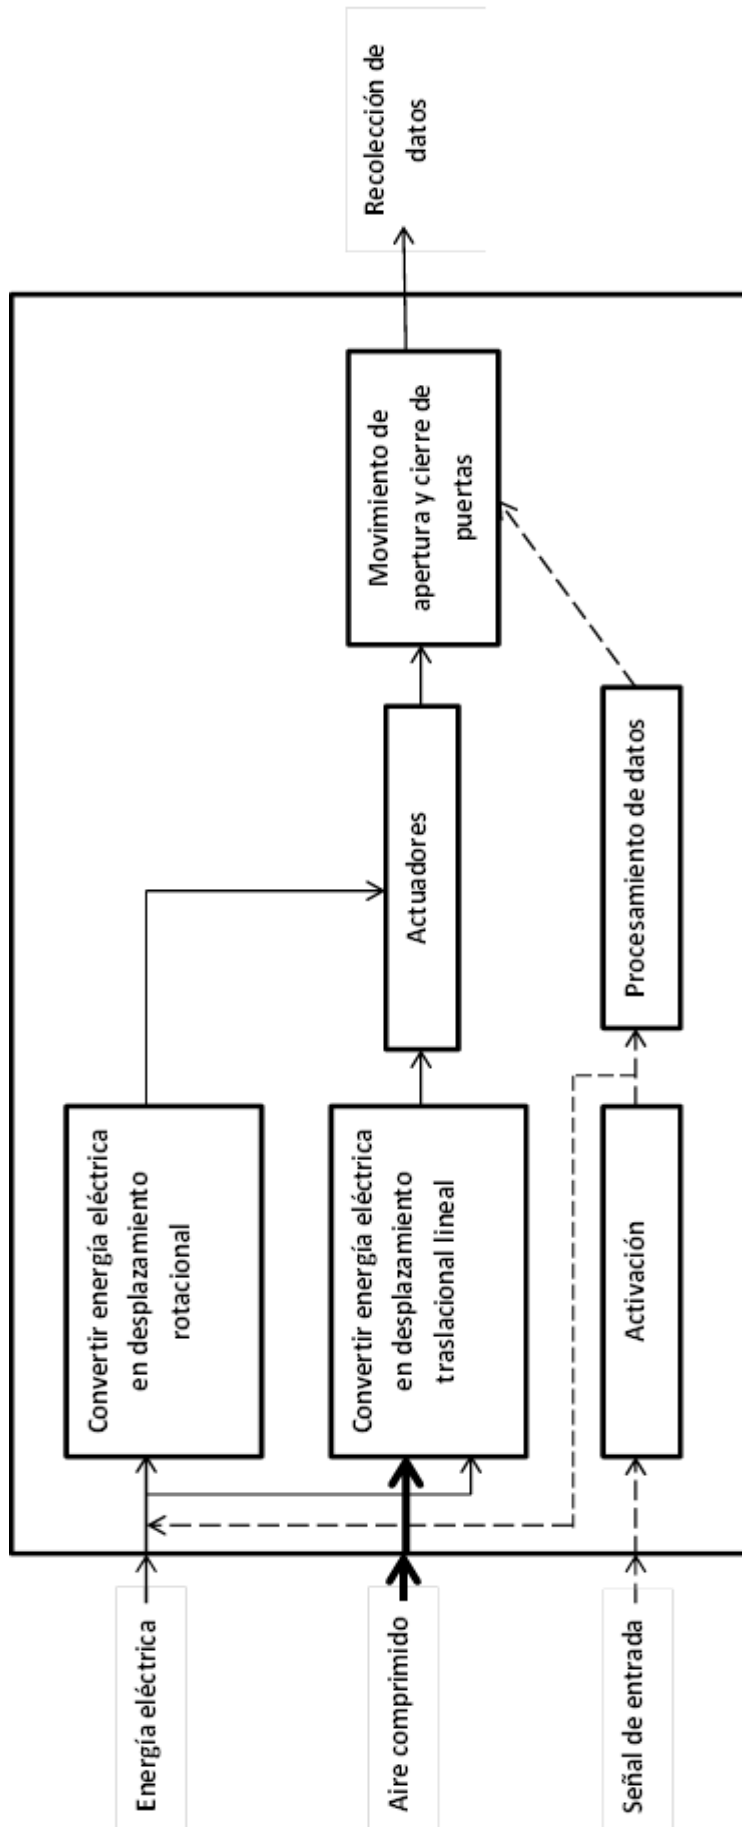 Energía eléctrica
Convertir energía eléctrica
en desplazamiento
rotacional
Aire comprimido
Convertir energía eléctrica
en desplazamiento
traslacional lineal
Actuadores
Movimiento de
apertura y cierre de
puertas
Recolección de
datos
Señal de entrada
Activación
Procesamiento de datos